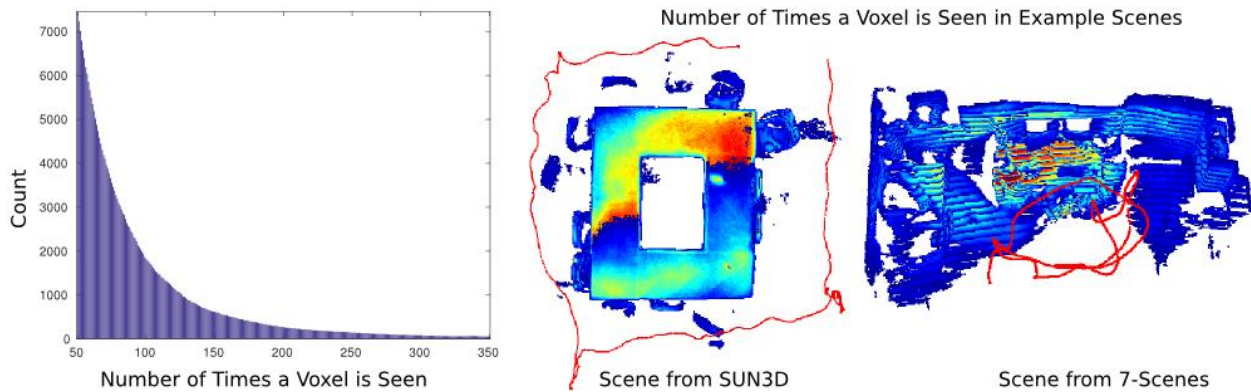 Number of Times a Voxel is Seen in Example Scenes
7000
6000
5000
4000
3000
2000
1000
0
Count
50 100 150 200 250 300 350
Number of Times a Voxel is Seen
Scene from SUN3D
Scene from 7-Scenes